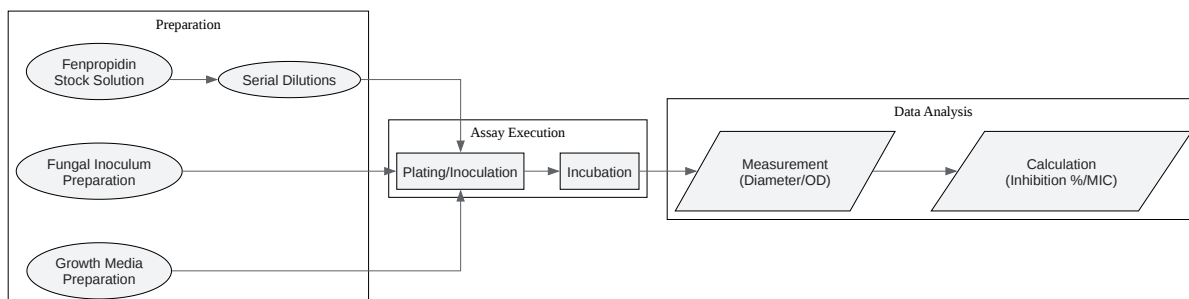 Preparation
Fenpropidin
Stock Solution
Serial Dilutions
Fungal Inoculum
Preparation
Growth Media
Preparation
Assay Execution
Plating/Inoculation
Incubation
Data Analysis
Measurement
(Diameter/OD)
Calculation
(Inhibition %/MIC)